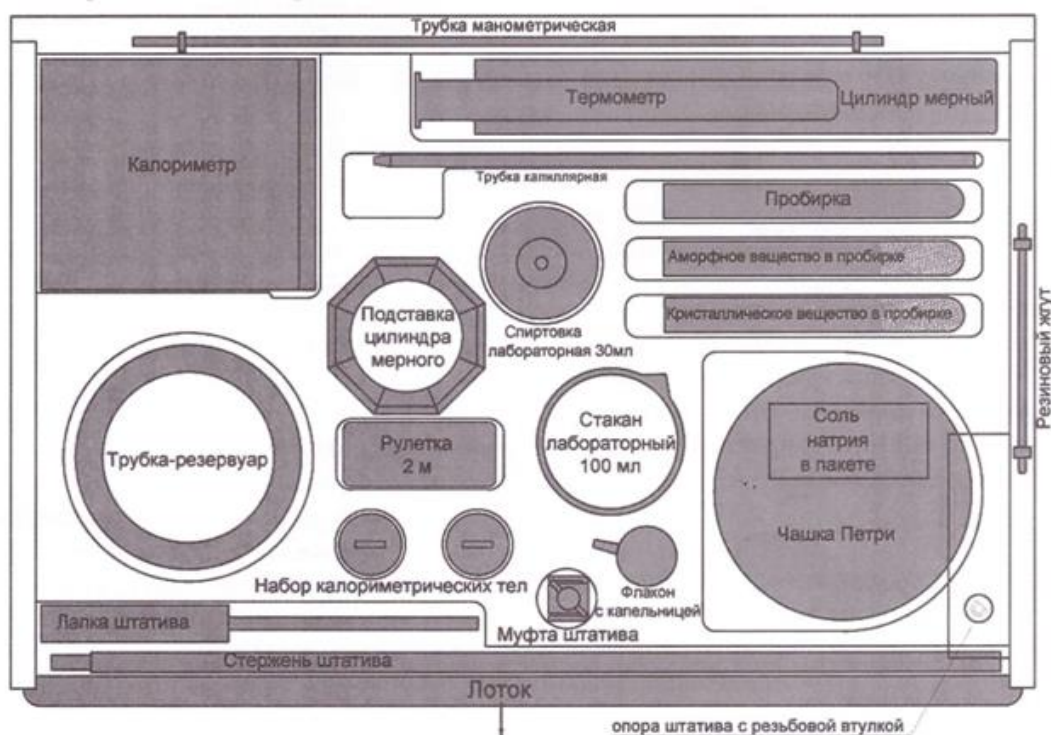 Трубка манометрическая
Термометр
Цилиндр мерный
Калориметр
Трубка капиллярная
Пробирка
Аморфное вещество в пробирке
Кристаллическое вещество в пробирке
Резиновый жгут
Подставка
цилиндра
мерного
Спиртовка
лабораторная 30мл
Трубка-резервуар
Рулетка
2 м
Стакан
лабораторный
100 мл
Соль
натрия
в пакете
Чашка Петри
Набор калориметрических тел
Флакон
с капельницей
Лапка штатива
Муфта штатива
Стержень штатива
Лоток
опора штатива с резьбовой втулкой